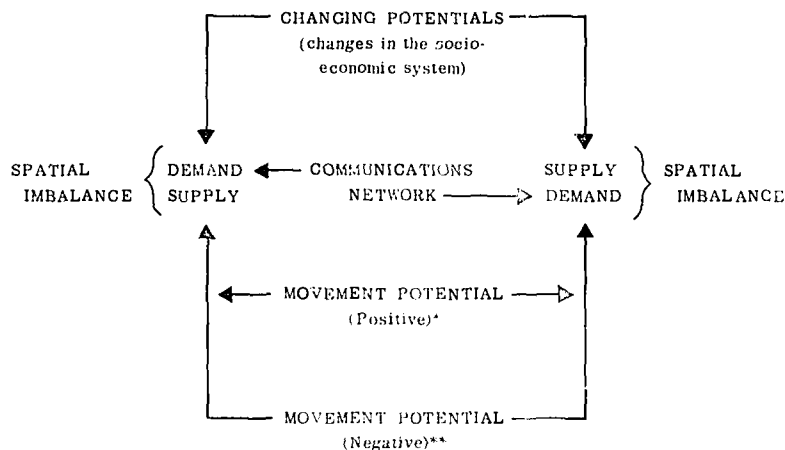 CHANGING POTENTIALS
(changes in the socio-
economic system)
SPATIAL
IMBALANCE
DEMAND
SUPPLY
COMMUNICATIONS
NETWORK
SUPPLY
DEMAND
SPATIAL
IMBALANCE
MOVEMENT POTENTIAL
(Positive)*
MOVEMENT POTENTIAL
(Negative)**